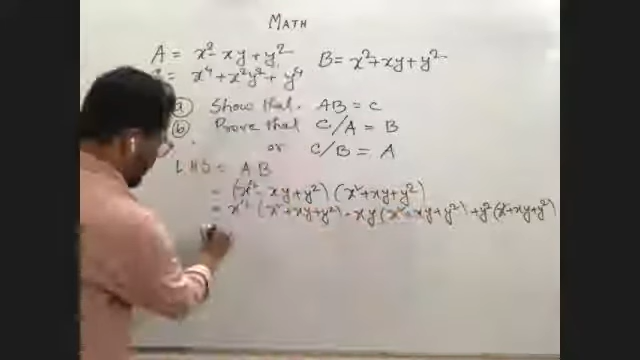 MATH
A = x² - xy + y²   B = x² + xy + y²
= x⁴ + x²y² + y⁴
(a) Show that. AB = C
(b) Prove that C/A = B
or C/B = A
LHS = AB
= (x² - xy + y²) (x² + xy + y²)
= x² (x² + xy + y²) - xy (x² + xy + y²) + y² (x² + xy + y²)